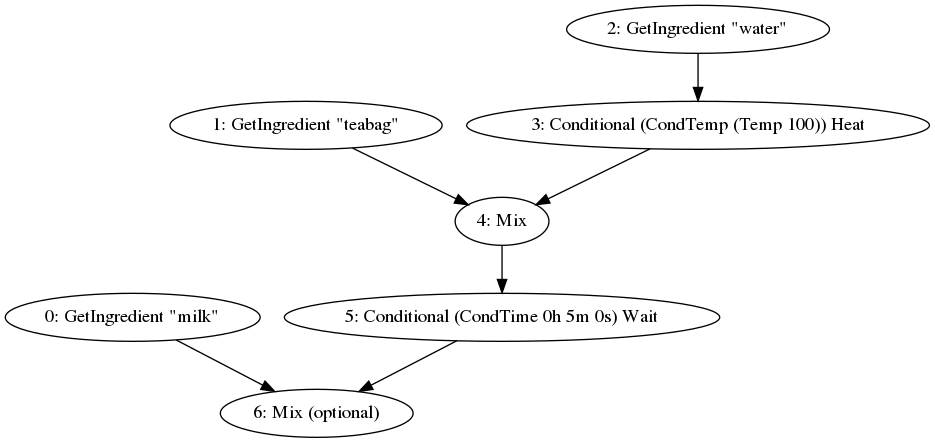 2: GetIngredient "water"
1: GetIngredient "teabag"
3: Conditional (CondTemp (Temp 100)) Heat
4: Mix
0: GetIngredient "milk"
5: Conditional (CondTime 0h 5m 0s) Wait
6: Mix (optional)